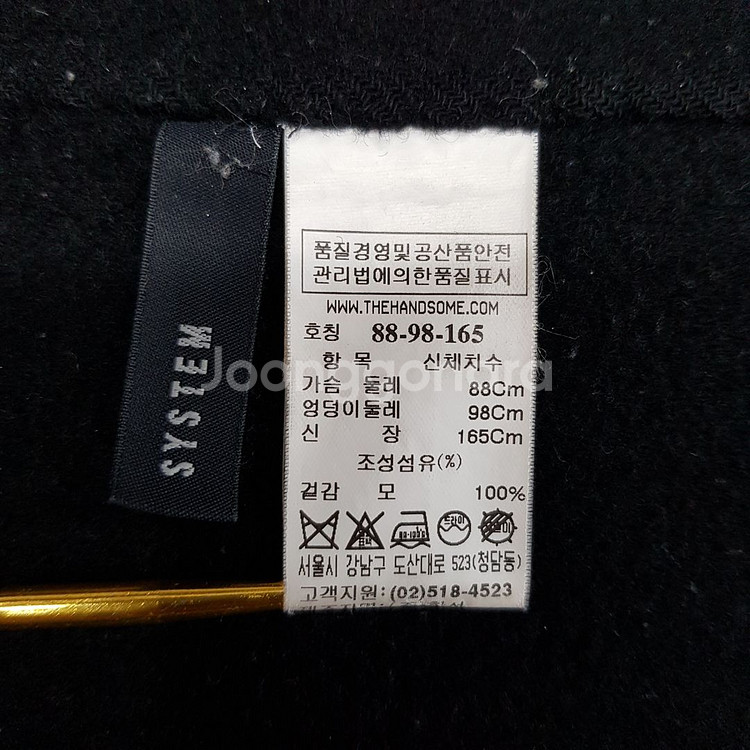 SYSTEM
품질경영및공산품안전
관리법에의한품질표시
WWW.THEHANDSOME.COM
호칭 88-98-165
항 목 신체치수
가슴 둘레 88Cm
엉덩이둘레 98Cm
신 장 165Cm
조성섬유(%)
겉감 모 100%
드라이
서울시 강남구 도산대로 523(청담동)
고객지원:(02)518-4523
Joonggonara